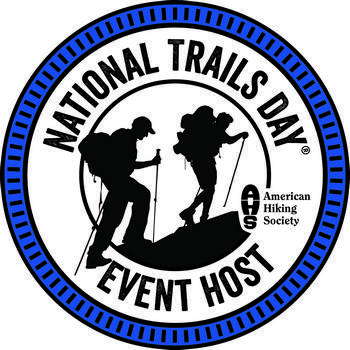 NATIONAL TRAILS DAY®
AHS
American
Hiking
Society
EVENT HOST